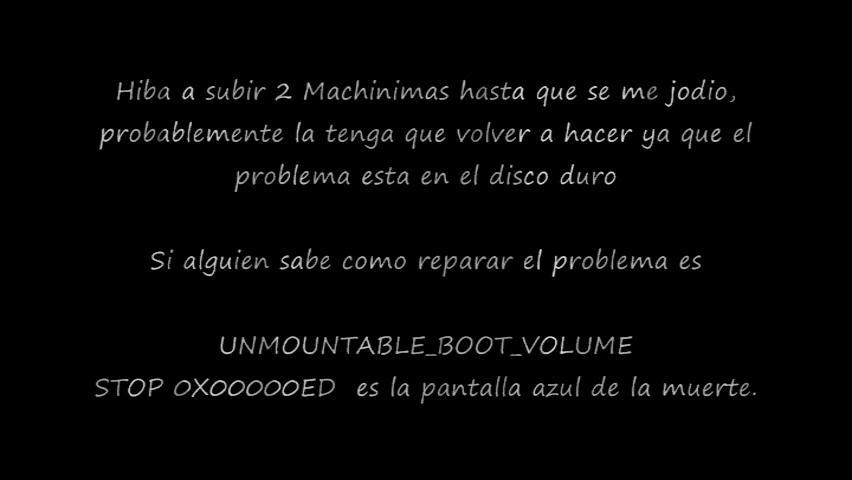 Hiba a subir 2 Machinimas hasta que se me jodio,
probablemente la tenga que volver a hacer ya que el
problema esta en el disco duro
Si alguien sabe como reparar el problema es
UNMOUNTABLE_BOOT_VOLUME
STOP 0X000000ED es la pantalla azul de la muerte.